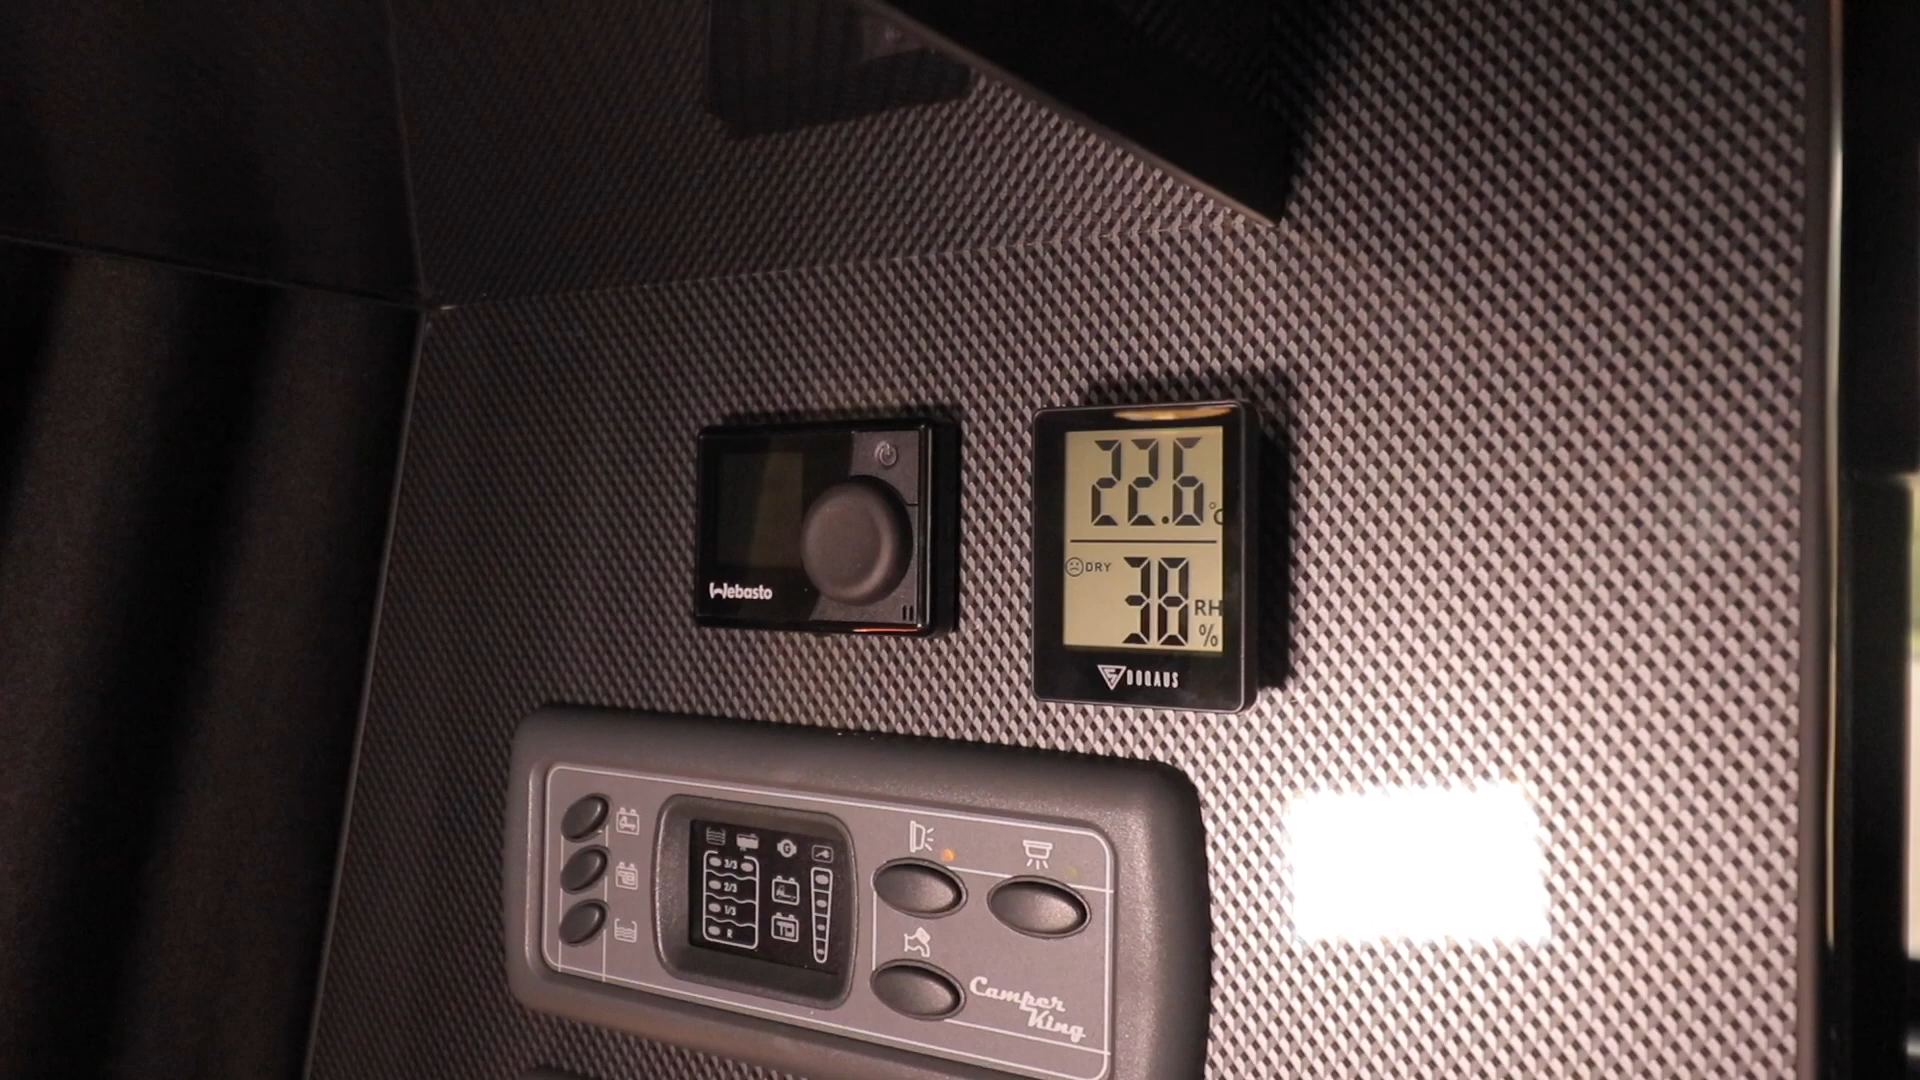 Webasto
22.6 °C
DRY 38 RH %
DOQAUS
3/3
2/3
1/3
R
Camper
King